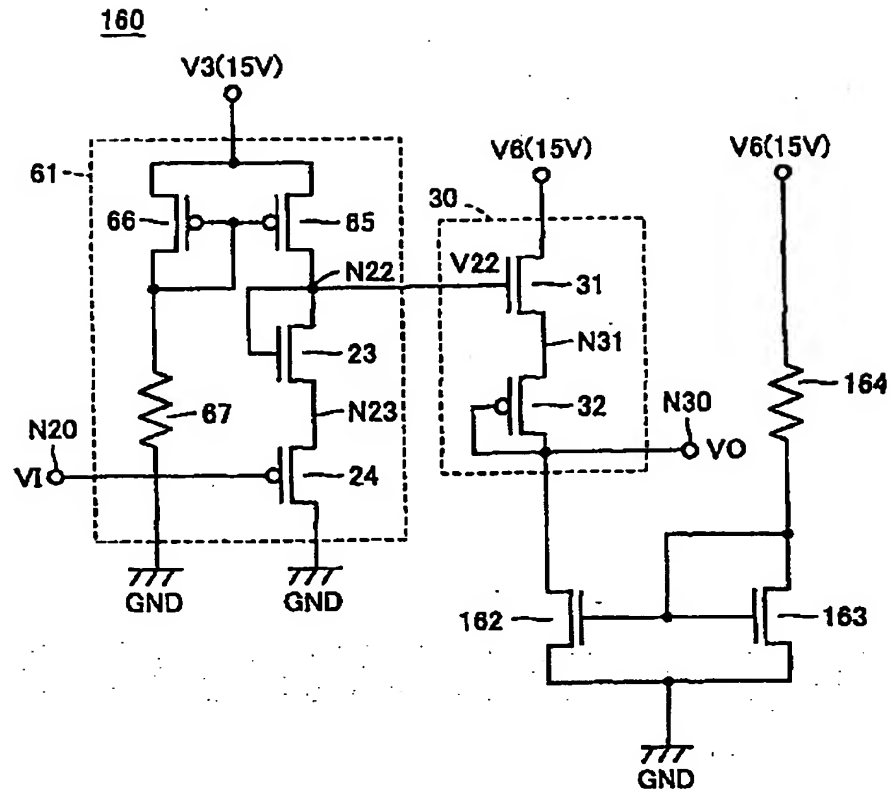 160
V3(15V)
V6(15V)
V6(15V)
61
30
66
65
N22
V22
31
23
N31
67
N23
32
164
N20
N30
VI
24
VO
GND
GND
162
163
GND